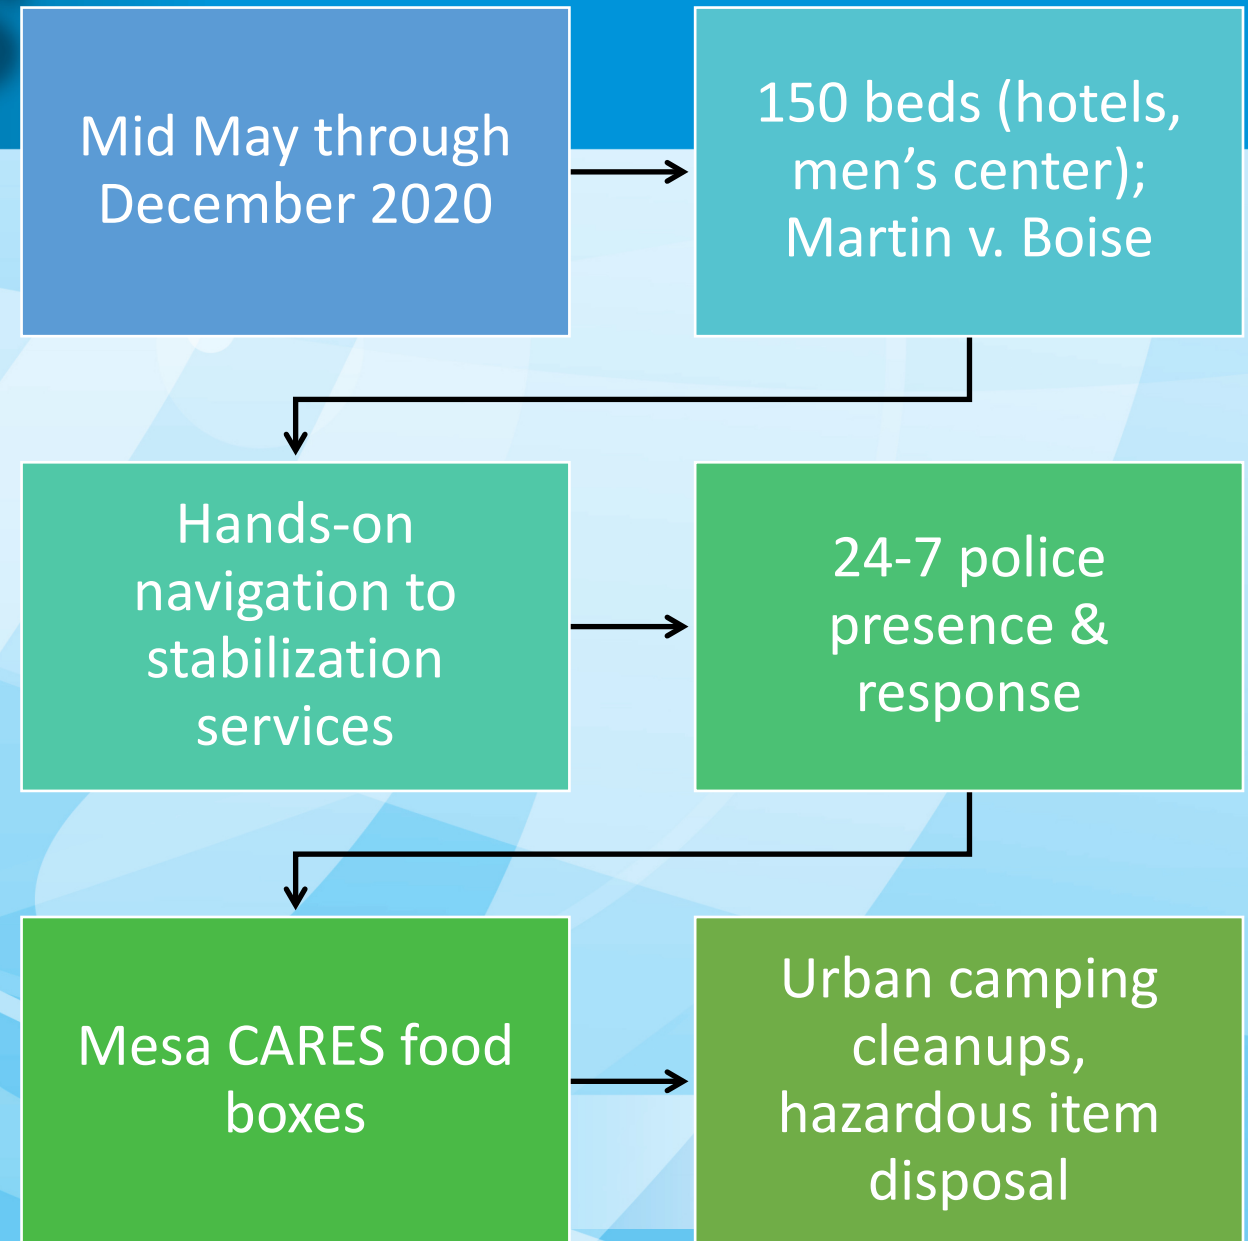 Mid May through
December 2020
150 beds (hotels,
men’s center);
Martin v. Boise
Hands-on
navigation to
stabilization
services
24-7 police
presence &
response
Mesa CARES food
boxes
Urban camping
cleanups,
hazardous item
disposal